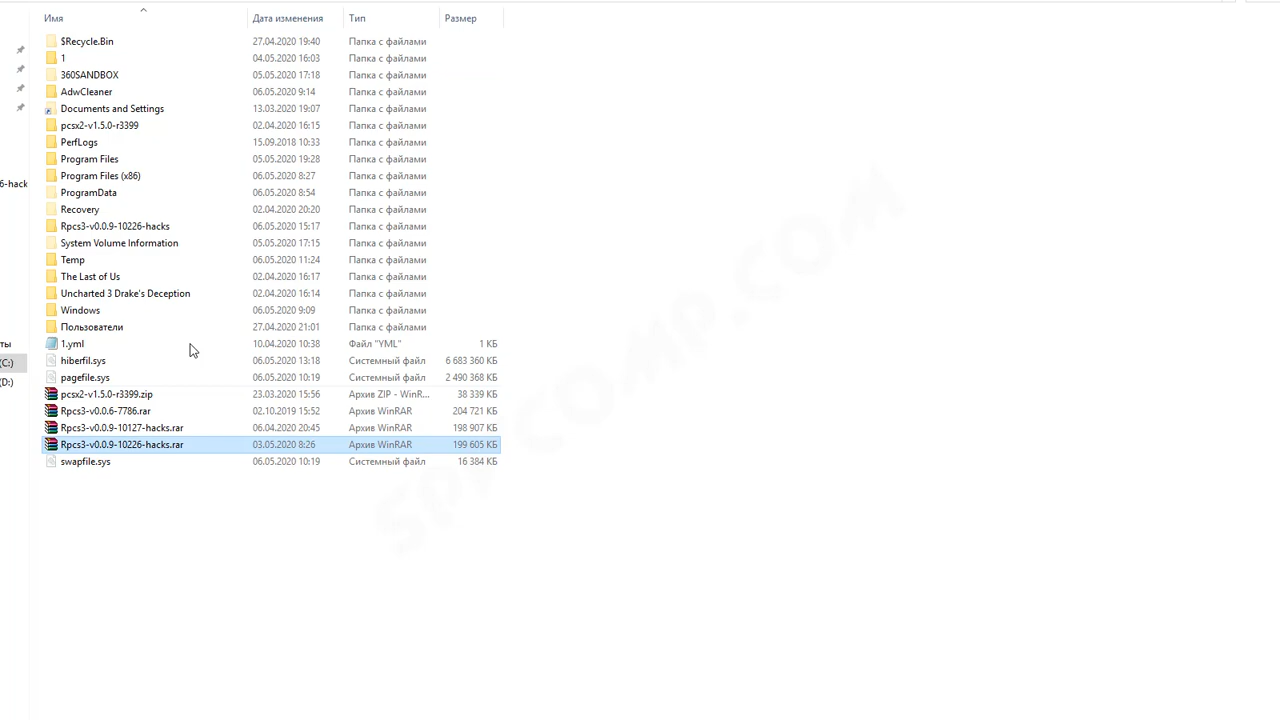 Имя Дата изменения Тип Размер
$Recycle.Bin 27.04.2020 19:40 Папка с файлами
1 04.05.2020 16:03 Папка с файлами
360SANDBOX 05.05.2020 17:18 Папка с файлами
AdwCleaner 06.05.2020 9:14 Папка с файлами
Documents and Settings 13.03.2020 19:07 Папка с файлами
pcsx2-v1.5.0-r3399 02.04.2020 16:15 Папка с файлами
PerfLogs 15.09.2018 10:33 Папка с файлами
Program Files 05.05.2020 19:28 Папка с файлами
Program Files (x86) 06.05.2020 8:27 Папка с файлами
6-hack
ProgramData 06.05.2020 8:54 Папка с файлами
Recovery 02.04.2020 20:20 Папка с файлами
Rpcs3-v0.0.9-10226-hacks 06.05.2020 15:17 Папка с файлами
System Volume Information 05.05.2020 17:15 Папка с файлами
Temp 06.05.2020 11:24 Папка с файлами
The Last of Us 02.04.2020 16:17 Папка с файлами
Uncharted 3 Drake's Deception 02.04.2020 16:14 Папка с файлами
Windows 06.05.2020 9:09 Папка с файлами
Пользователи 27.04.2020 21:01 Папка с файлами
ты 1.yml 10.04.2020 10:38 Файл "YML" 1 КБ
(C:) hiberfil.sys 06.05.2020 13:18 Системный файл 6 683 360 КБ
(D:) pagefile.sys 06.05.2020 10:19 Системный файл 2 490 368 КБ
pcsx2-v1.5.0-r3399.zip 23.03.2020 15:56 Архив ZIP - WinR... 38 339 КБ
Rpcs3-v0.0.6-7786.rar 02.10.2019 15:52 Архив WinRAR 204 721 КБ
Rpcs3-v0.0.9-10127-hacks.rar 06.04.2020 20:45 Архив WinRAR 198 907 КБ
Rpcs3-v0.0.9-10226-hacks.rar 03.05.2020 8:26 Архив WinRAR 199 605 КБ
swapfile.sys 06.05.2020 10:19 Системный файл 16 384 КБ